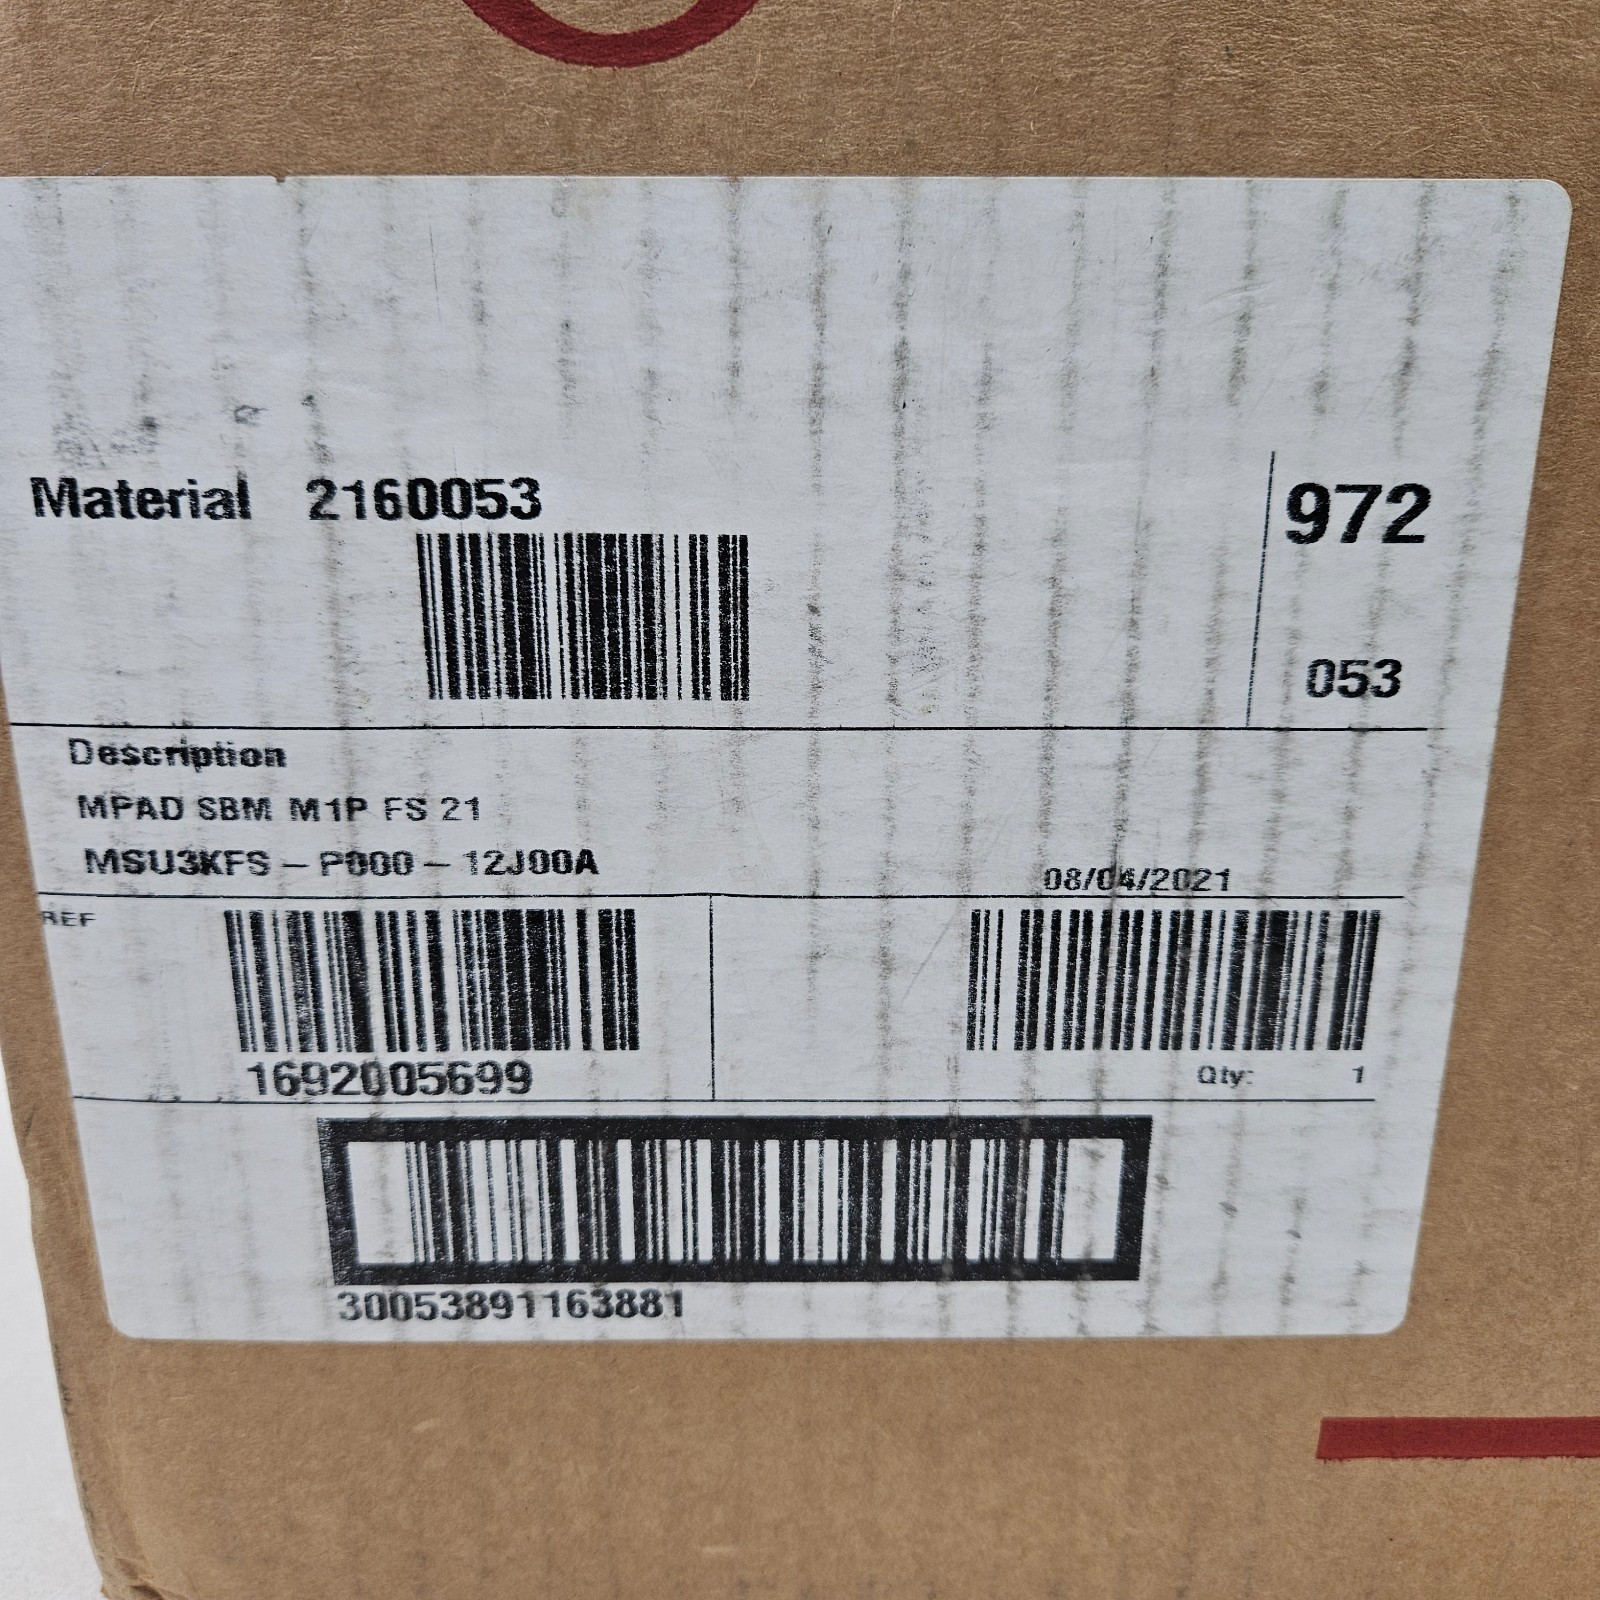 Material 2160053
972
053
Description
MPAD SBM M1P FS 21
MSU3KFS - P000 - 12J00A
08/04/2021
REF
1692005699
Qty: 1
30053891163881